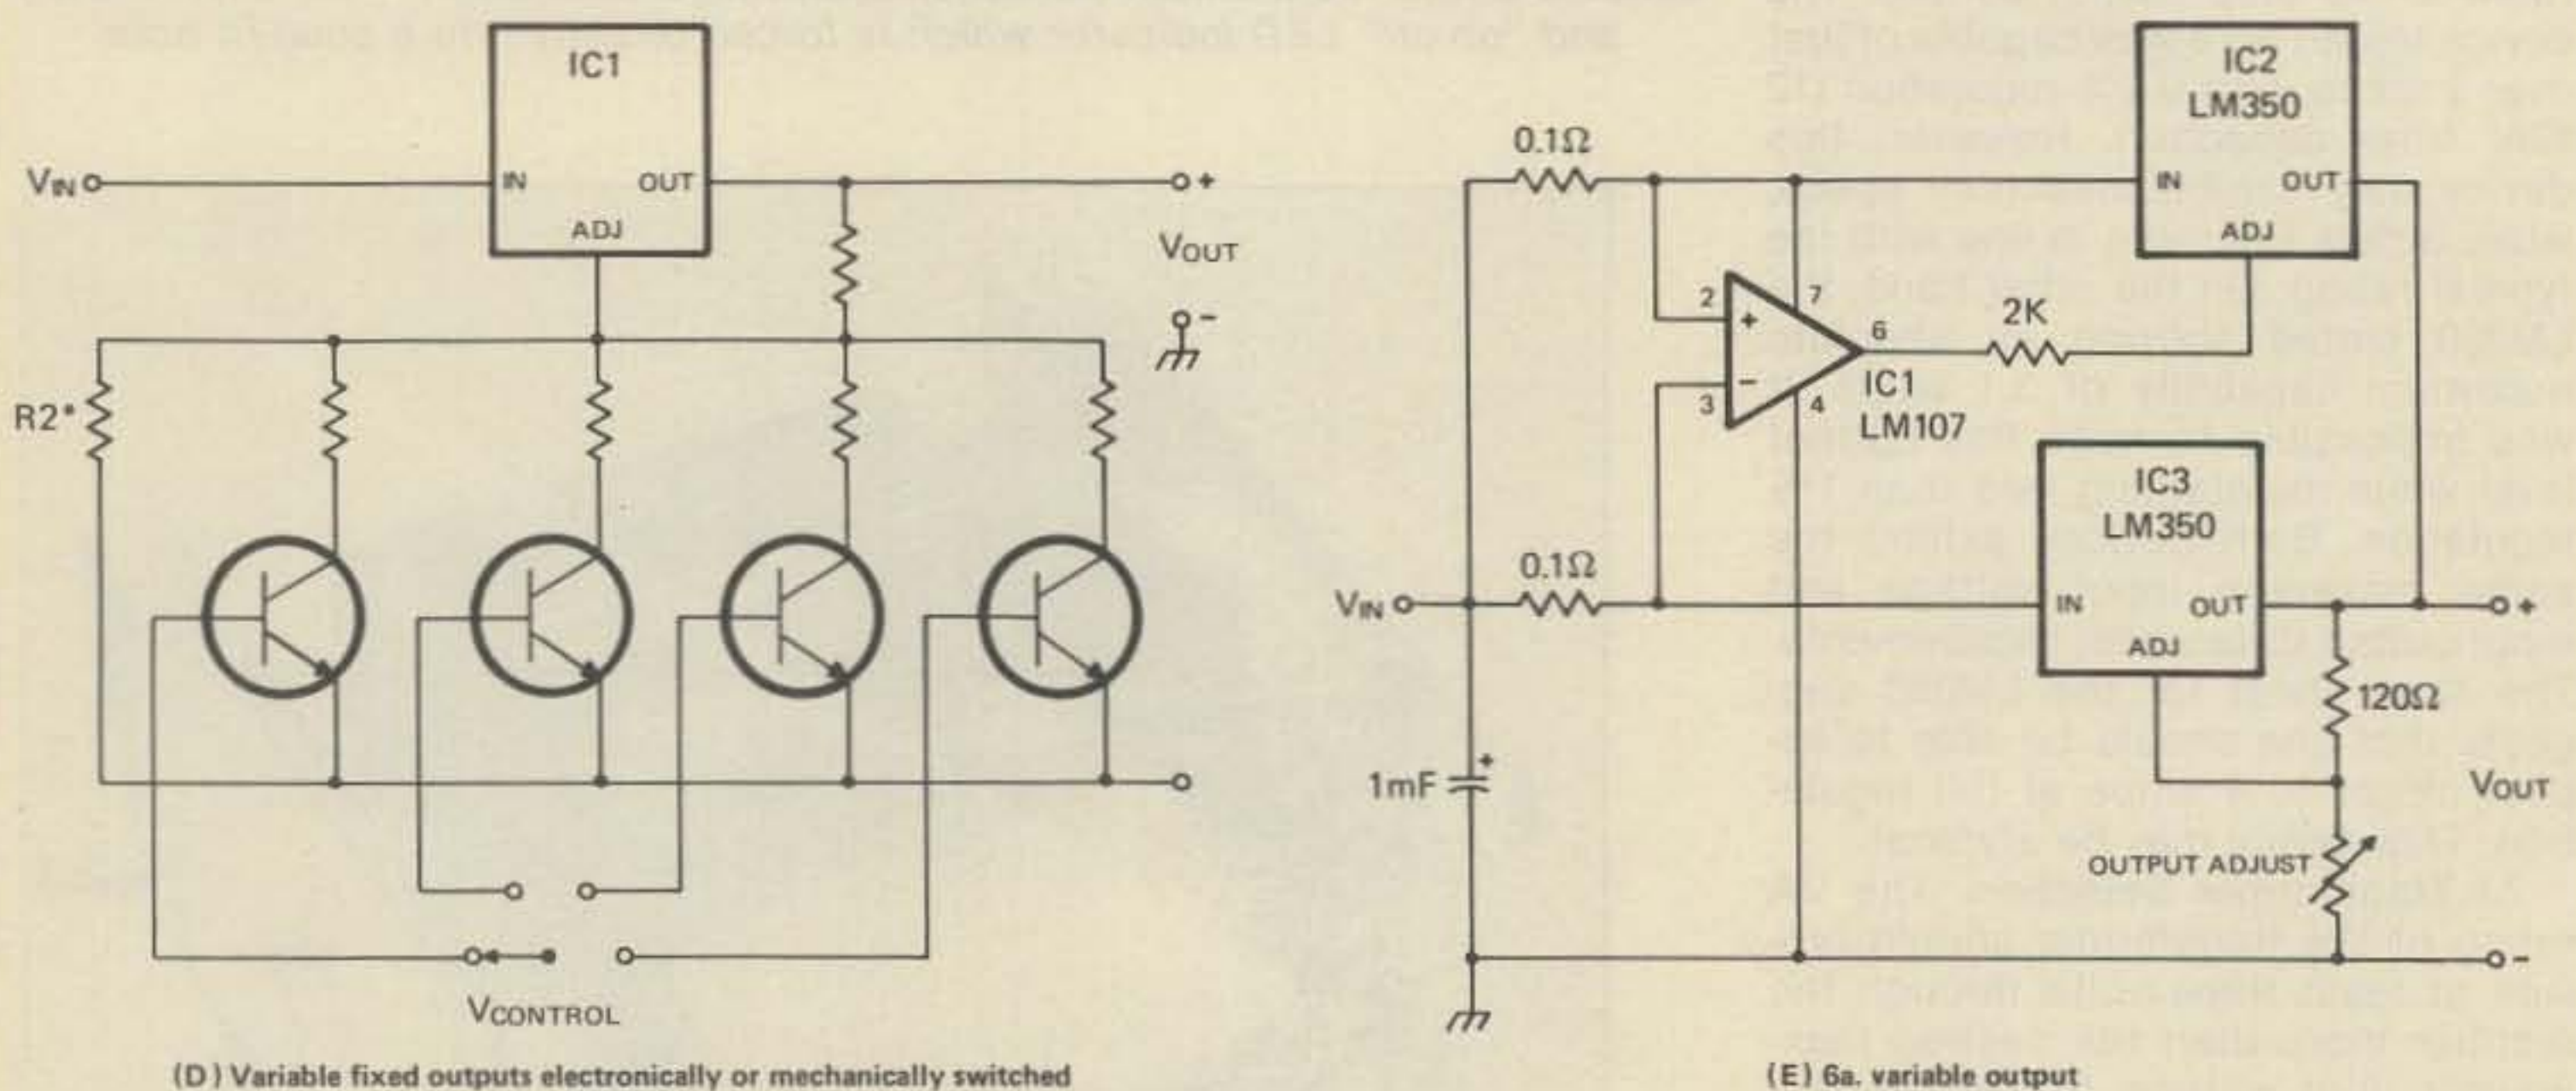 IC1
VIN
IN
OUT
ADJ
+
VOUT
-
R2*
VCONTROL
(D) Variable fixed outputs electronically or mechanically switched
IC2
LM350
0.1Ω
IN
OUT
ADJ
2
+
7
6
2K
-
3
4
IC1
LM107
IC3
LM350
0.1Ω
VIN
IN
OUT
+
ADJ
120Ω
+
1mF
VOUT
OUTPUT ADJUST
-
(E) 6a. variable output